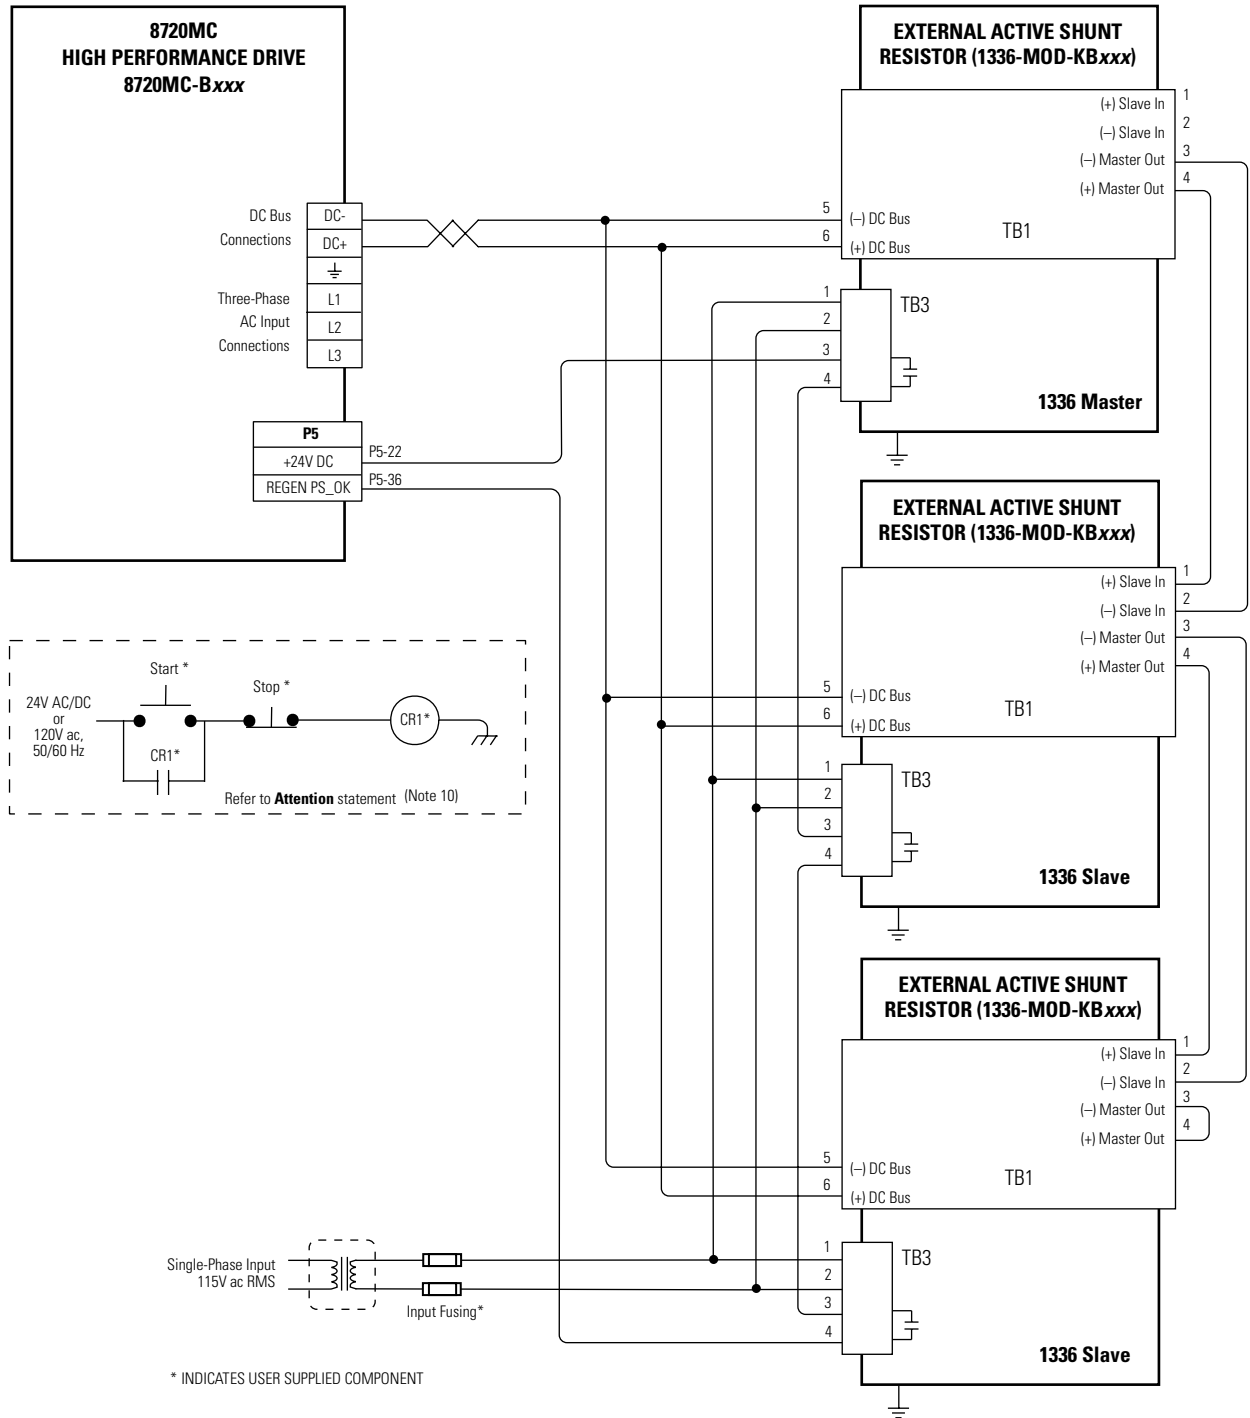 8720MC
HIGH PERFORMANCE DRIVE
8720MC-Bxxx
DC Bus
Connections
DC-
DC+
Three-Phase
AC Input
Connections
L1
L2
L3
P5
+24V DC
REGEN PS_OK
P5-22
P5-36
EXTERNAL ACTIVE SHUNT
RESISTOR (1336-MOD-KBxxx)
(+) Slave In
(–) Slave In
(–) Master Out
(+) Master Out
1
2
3
4
5
6
(–) DC Bus
(+) DC Bus
TB1
1
2
3
4
TB3
1336 Master
EXTERNAL ACTIVE SHUNT
RESISTOR (1336-MOD-KBxxx)
(+) Slave In
(–) Slave In
(–) Master Out
(+) Master Out
1
2
3
4
5
6
(–) DC Bus
(+) DC Bus
TB1
1
2
3
4
TB3
1336 Slave
Start *
Stop *
24V AC/DC
or
120V ac,
50/60 Hz
CR1*
CR1*
Refer to Attention statement (Note 10)
EXTERNAL ACTIVE SHUNT
RESISTOR (1336-MOD-KBxxx)
(+) Slave In
(–) Slave In
(–) Master Out
(+) Master Out
1
2
3
4
5
6
(–) DC Bus
(+) DC Bus
TB1
1
2
3
4
TB3
1336 Slave
Single-Phase Input
115V ac RMS
Input Fusing*
* INDICATES USER SUPPLIED COMPONENT